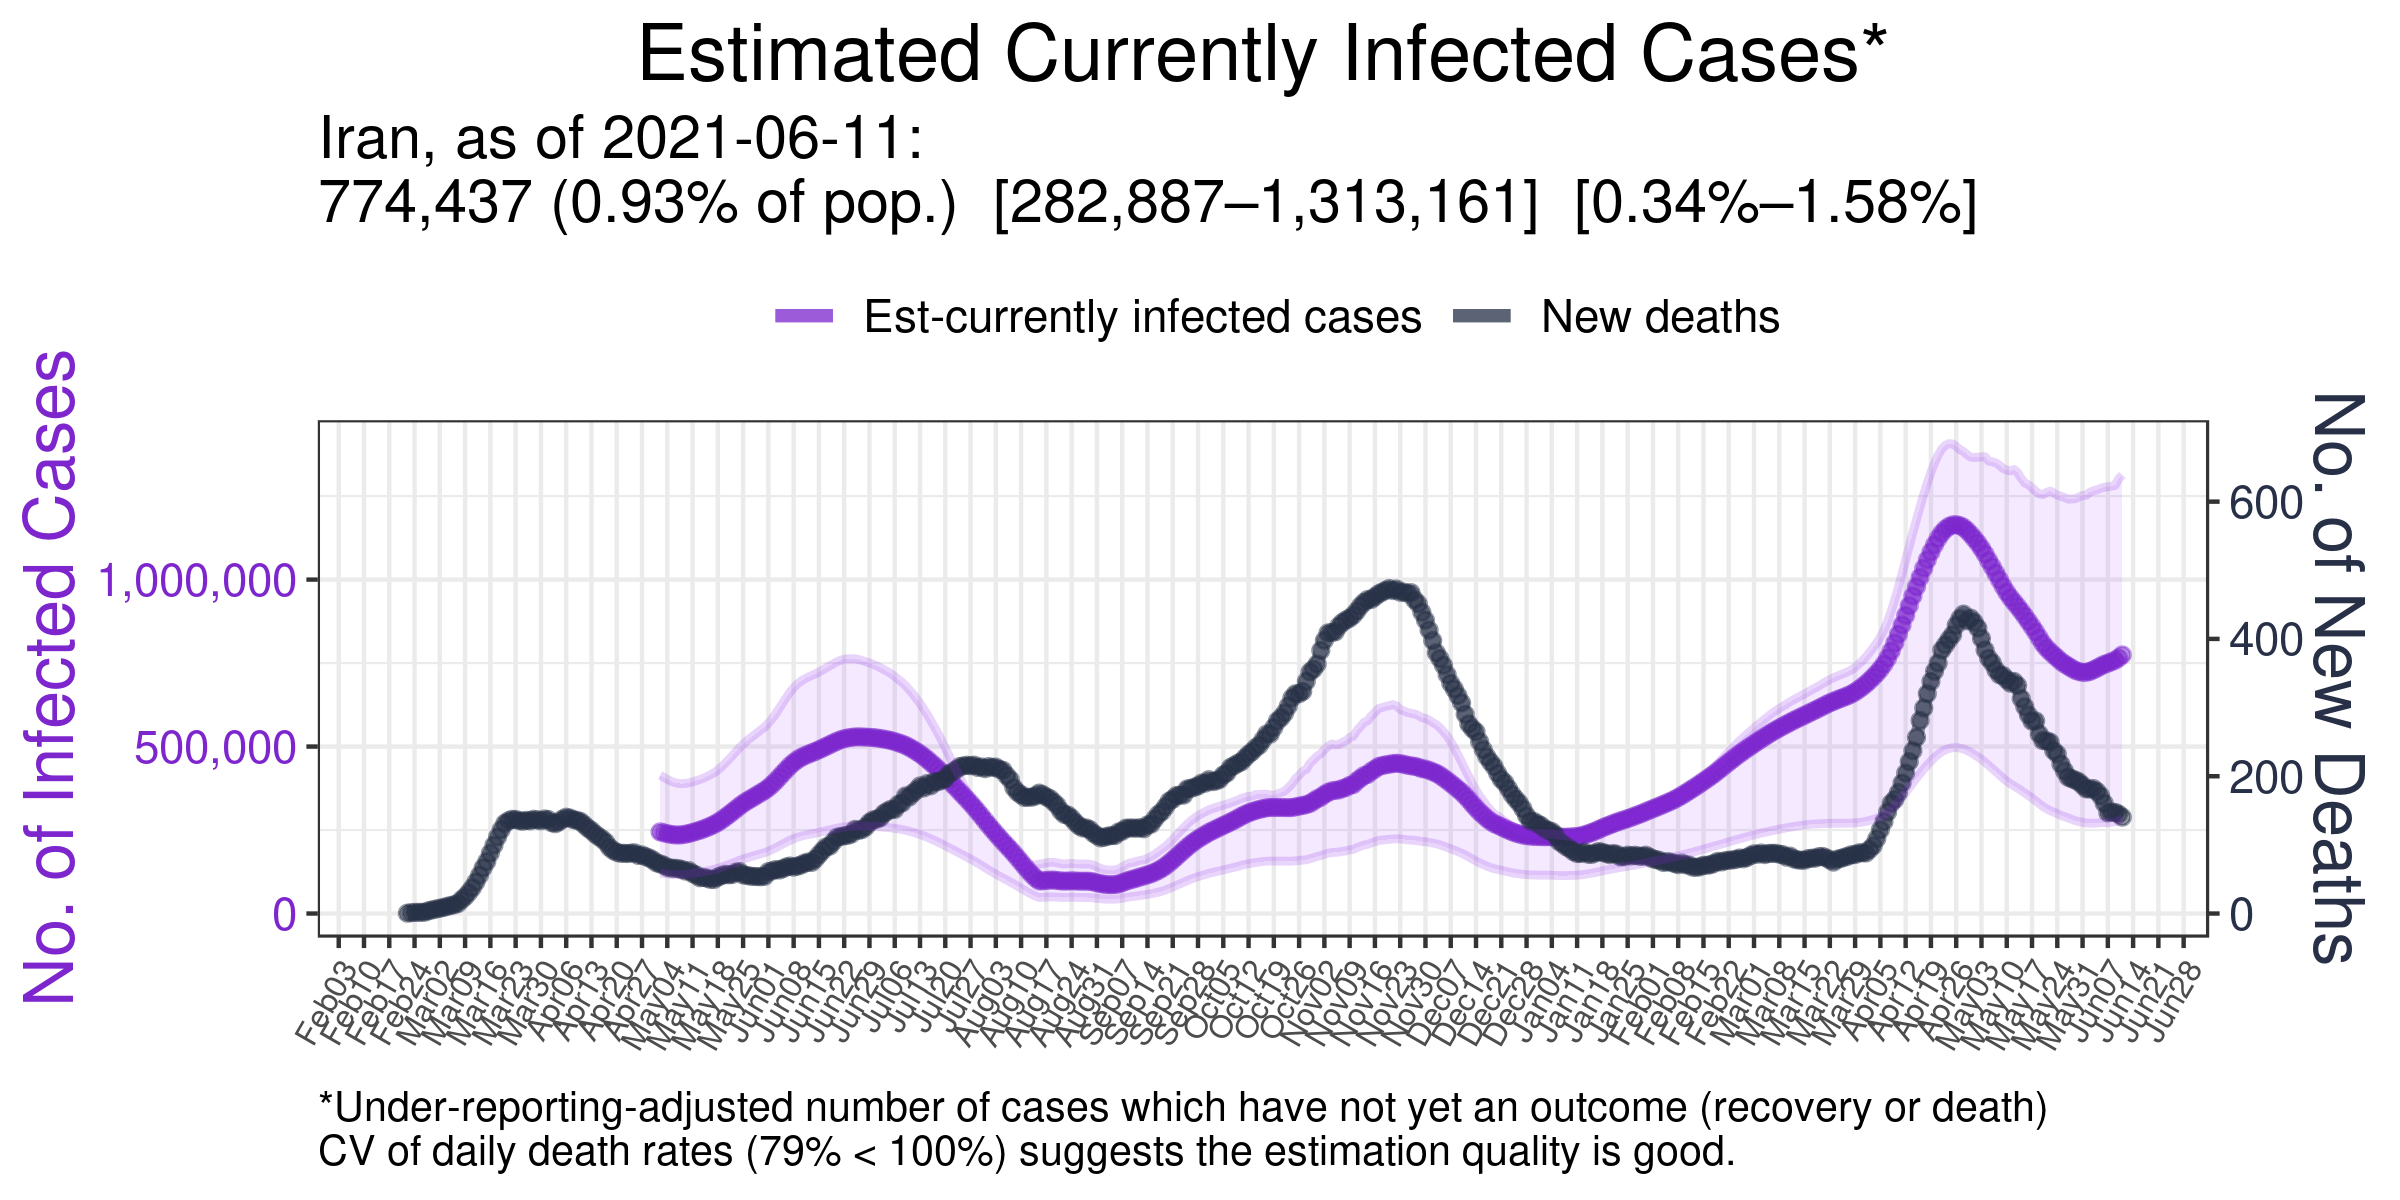 Estimated Currently Infected Cases*
Iran, as of 2021-06-11:
774,437 (0.93% of pop.) [282,887–1,313,161] [0.34%–1.58%]
Est-currently infected cases New deaths
No. of Infected Cases
1,000,000
500,000
0
600
400
200
0
No. of New Deaths
Feb03 Feb10 Feb17 Feb24 Mar02 Mar09 Mar16 Mar23 Mar30 Apr06 Apr13 Apr20 Apr27 May04 May11 May18 May25 Jun01 Jun08 Jun15 Jun22 Jun29 Jul06 Jul13 Jul20 Jul27 Aug03 Aug10 Aug17 Aug24 Aug31 Sep07 Sep14 Sep21 Sep28 Oct05 Oct12 Oct19 Oct26 Nov02 Nov09 Nov16 Nov23 Nov30 Dec07 Dec14 Dec21 Dec28 Jan04 Jan11 Jan18 Jan25 Feb01 Feb08 Feb15 Feb22 Mar01 Mar08 Mar15 Mar22 Mar29 Apr05 Apr12 Apr19 Apr26 May03 May10 May17 May24 May31 Jun07 Jun14 Jun21 Jun28
*Under-reporting-adjusted number of cases which have not yet an outcome (recovery or death)
CV of daily death rates (79% < 100%) suggests the estimation quality is good.